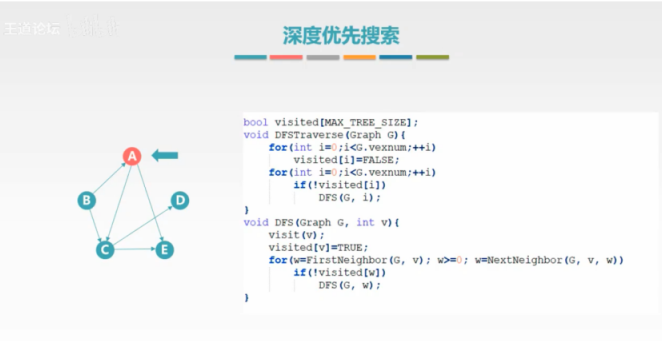 王道论坛
深度优先搜索
A
B
D
C
E
bool visited[MAX_TREE_SIZE];
void DFSTraverse(Graph G){
    for(int i=0;i<G.vexnum;++i)
        visited[i]=FALSE;
    for(int i=0;i<G.vexnum;++i)
        if(!visited[i])
            DFS(G, i);
}
void DFS(Graph G, int v){
    visit(v);
    visited[v]=TRUE;
    for(w=FirstNeighbor(G, v); w>=0; w=NextNeighbor(G, v, w))
        if(!visited[w])
            DFS(G, w);
}